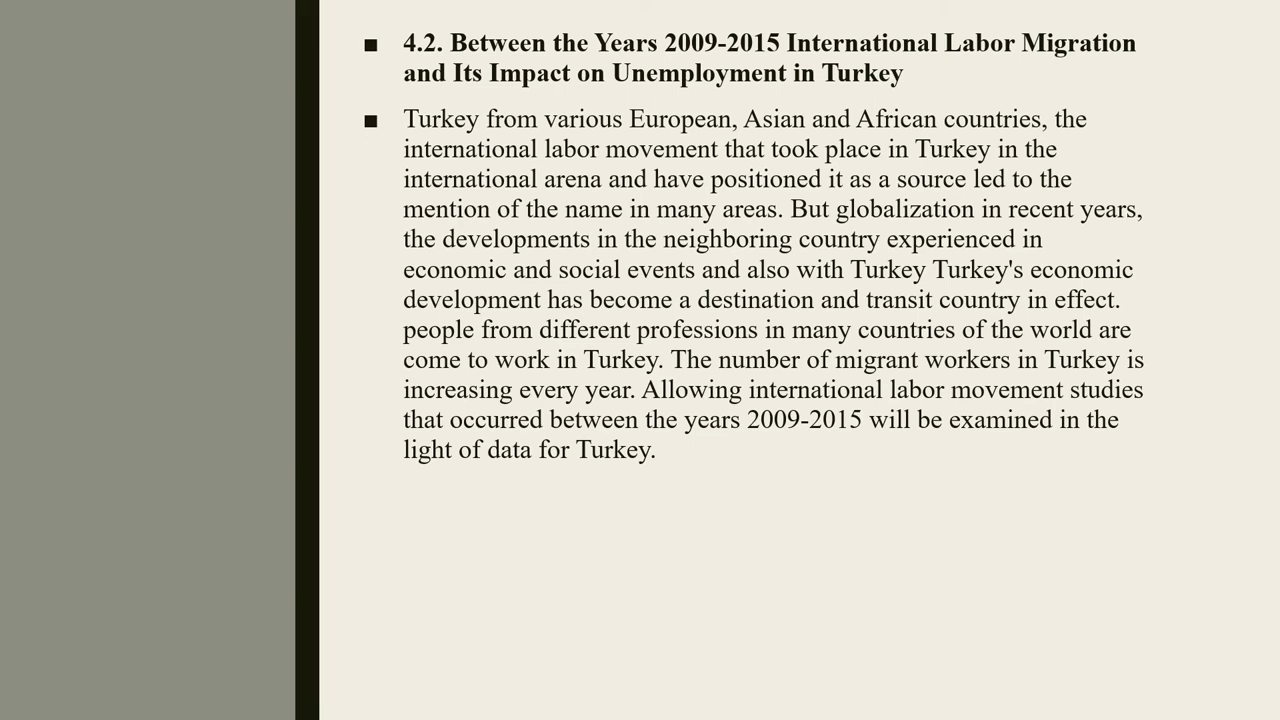 ■ 4.2. Between the Years 2009-2015 International Labor Migration
and Its Impact on Unemployment in Turkey
■ Turkey from various European, Asian and African countries, the
international labor movement that took place in Turkey in the
international arena and have positioned it as a source led to the
mention of the name in many areas. But globalization in recent years,
the developments in the neighboring country experienced in
economic and social events and also with Turkey Turkey's economic
development has become a destination and transit country in effect.
people from different professions in many countries of the world are
come to work in Turkey. The number of migrant workers in Turkey is
increasing every year. Allowing international labor movement studies
that occurred between the years 2009-2015 will be examined in the
light of data for Turkey.